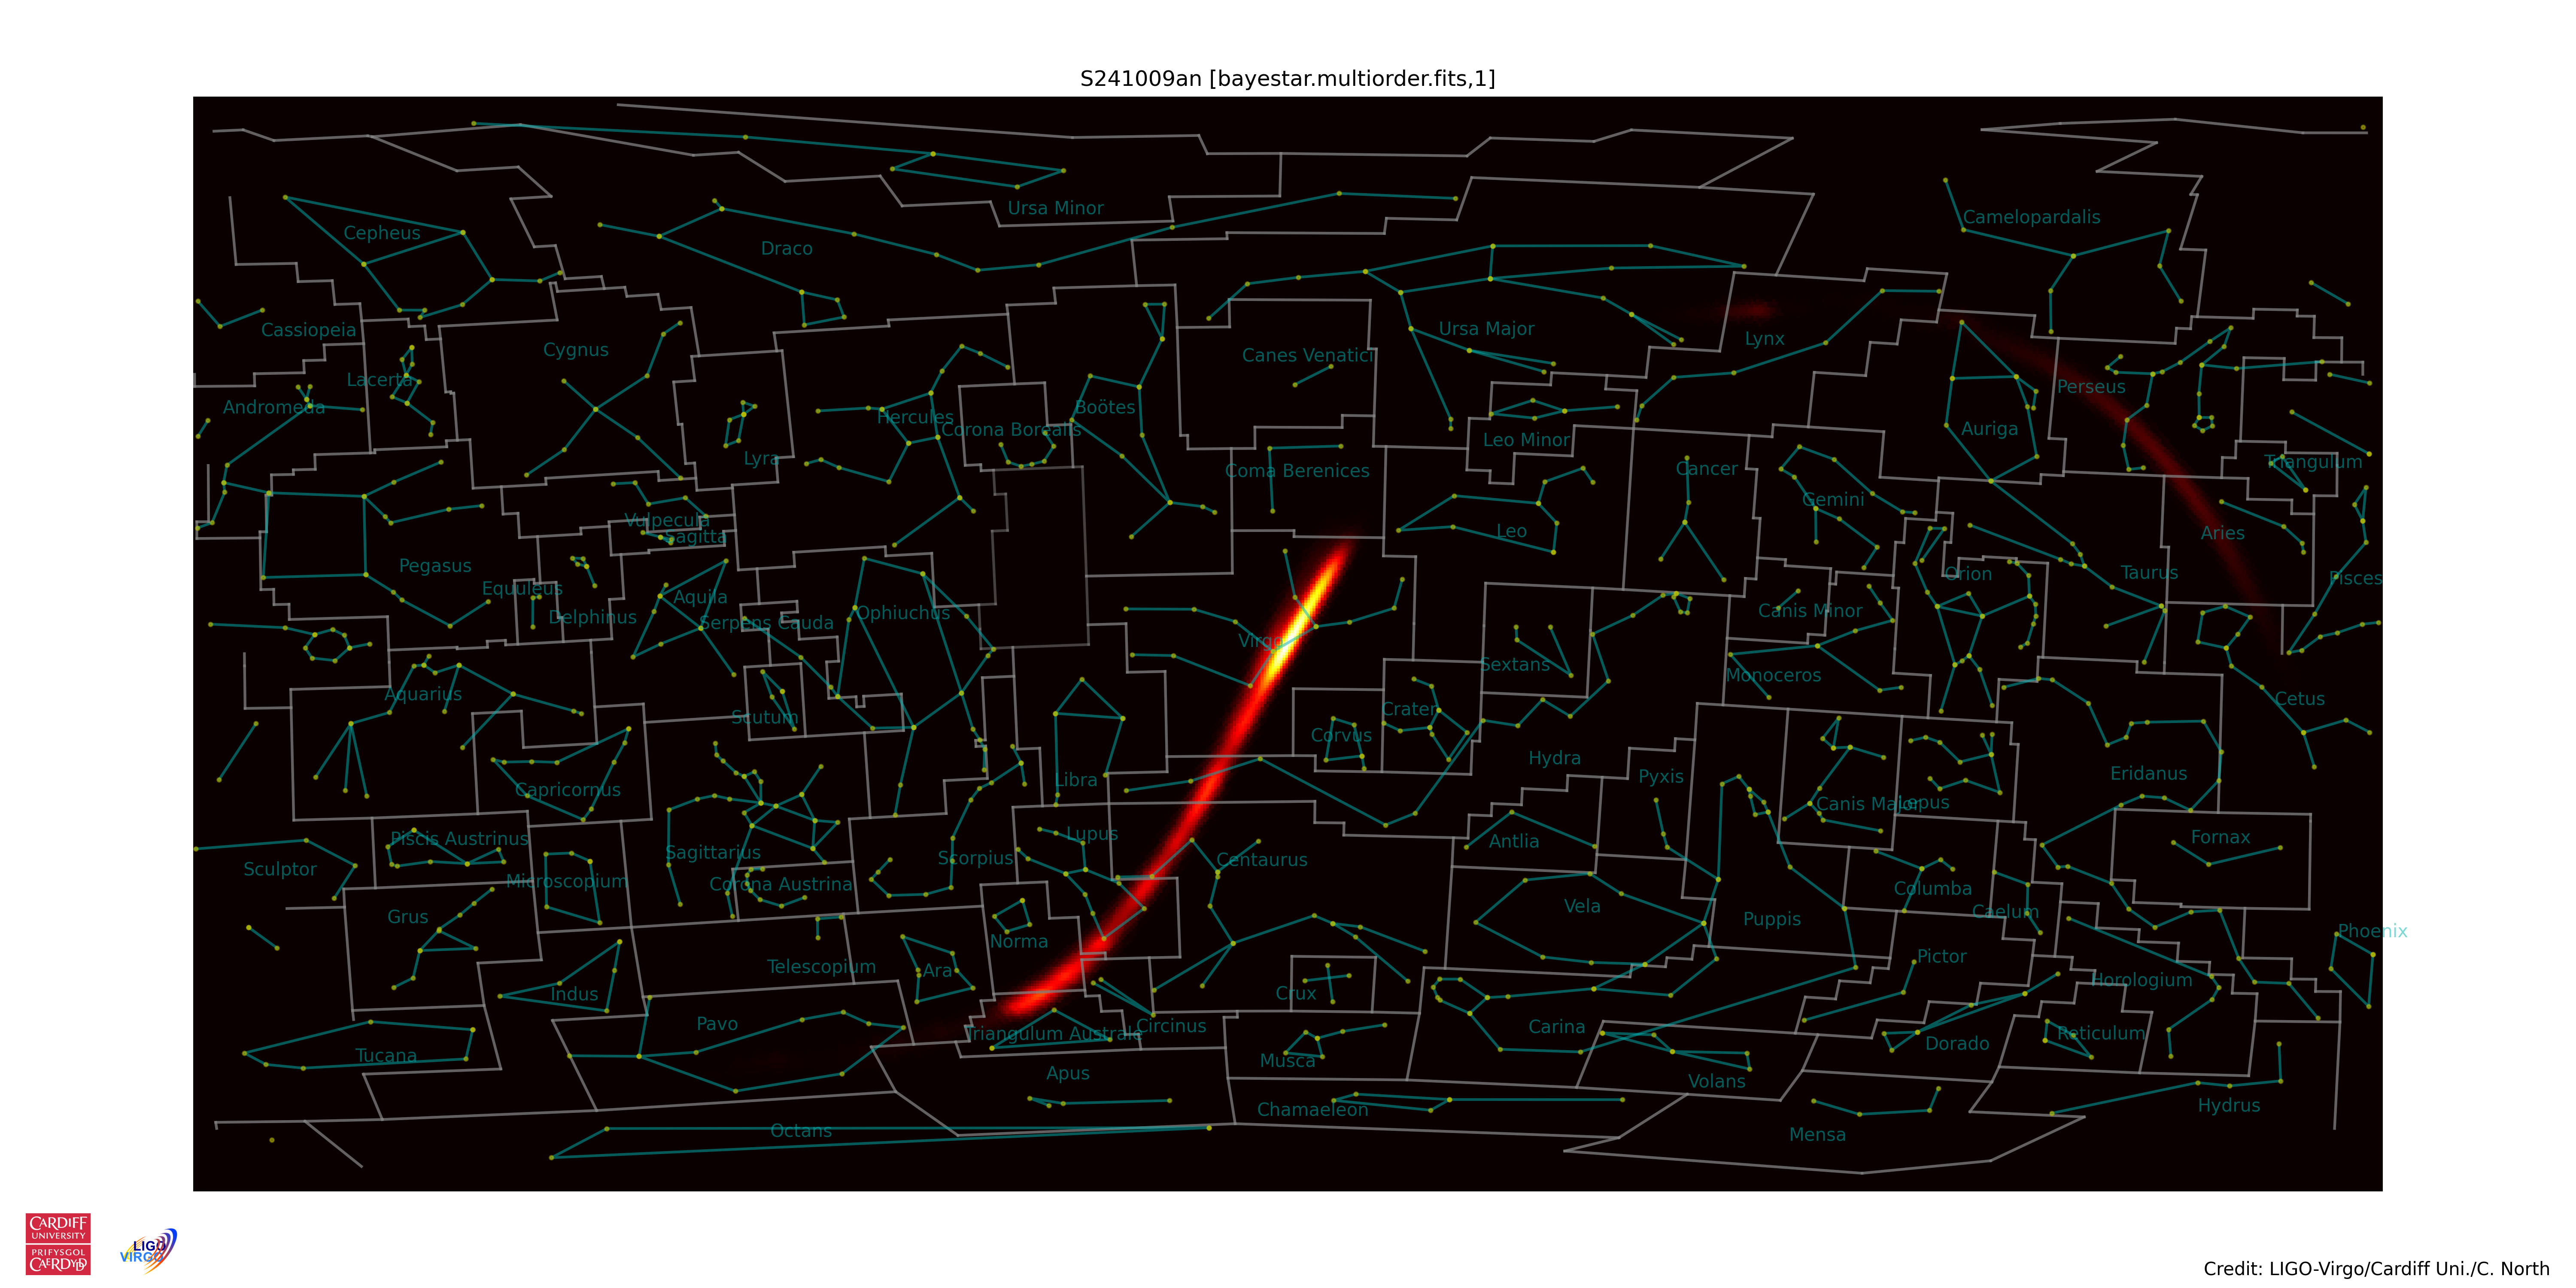 S241009an [bayestar.multiorder.fits,1]
Ursa Minor
Camelopardalis
Cepheus
Draco
Cassiopeia
Ursa Major
Lynx
Cygnus
Canes Venatici
Lacerta
Perseus
Andromeda
Boötes
Hercules
Corona Borealis
Auriga
Leo Minor
Lyra
Triangulum
Coma Berenices
Cancer
Gemini
Vulpecula
Leo
Aries
Sagitta
Pegasus
Taurus
Orion
Pisces
Equuleus
Aquila
Delphinus
Canis Minor
Ophiuchus
Serpens Cauda
Virgo
Sextans
Monoceros
Aquarius
Cetus
Crater
Scutum
Corvus
Hydra
Eridanus
Pyxis
Libra
Capricornus
Canis Major
Lepus
Lupus
Piscis Austrinus
Fornax
Antlia
Sagittarius
Scorpius
Centaurus
Sculptor
Microscopium
Corona Austrina
Columba
Vela
Caelum
Grus
Puppis
Phoenix
Norma
Pictor
Telescopium
Ara
Horologium
Indus
Crux
Pavo
Circinus
Carina
Triangulum Australe
Reticulum
Dorado
Tucana
Musca
Apus
Volans
Chamaeleon
Hydrus
Octans
Mensa
CARDIFF
UNIVERSITY
PRIFYSGOL
CAERDYDD
LIGO
VIRGO
Credit: LIGO-Virgo/Cardiff Uni./C. North